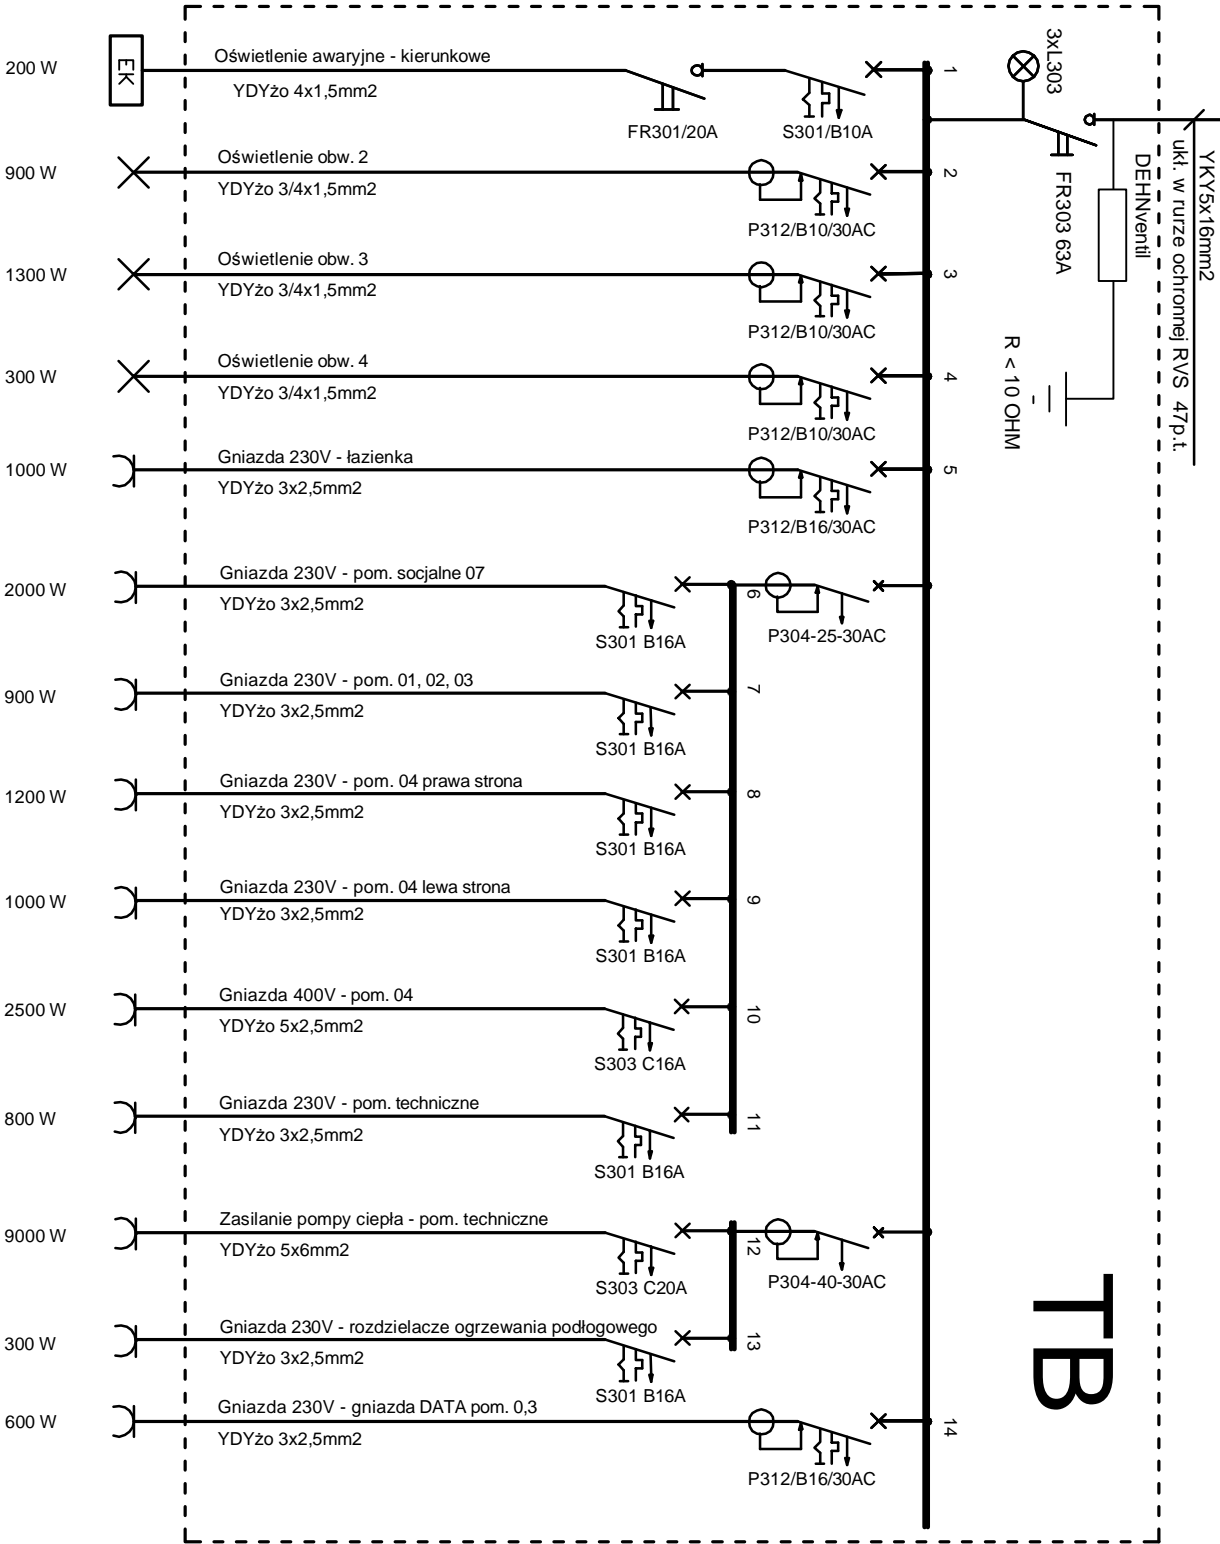 200 W
EK
Oświetlenie awaryjne - kierunkowe
YDYżo 4x1,5mm2
FR301/20A
S301/B10A
1
3xL303
FR303 63A
DEHNventil
YKY5x16mm2
ukł. w rurze ochronnej RVS 47p.t.
R < 10 OHM
900 W
Oświetlenie obw. 2
YDYżo 3/4x1,5mm2
P312/B10/30AC
2
1300 W
Oświetlenie obw. 3
YDYżo 3/4x1,5mm2
P312/B10/30AC
3
300 W
Oświetlenie obw. 4
YDYżo 3/4x1,5mm2
P312/B10/30AC
4
1000 W
Gniazda 230V - łazienka
YDYżo 3x2,5mm2
P312/B16/30AC
5
2000 W
Gniazda 230V - pom. socjalne 07
YDYżo 3x2,5mm2
S301 B16A
6
P304-25-30AC
900 W
Gniazda 230V - pom. 01, 02, 03
YDYżo 3x2,5mm2
S301 B16A
7
1200 W
Gniazda 230V - pom. 04 prawa strona
YDYżo 3x2,5mm2
S301 B16A
8
1000 W
Gniazda 230V - pom. 04 lewa strona
YDYżo 3x2,5mm2
S301 B16A
9
2500 W
Gniazda 400V - pom. 04
YDYżo 5x2,5mm2
S303 C16A
10
800 W
Gniazda 230V - pom. techniczne
YDYżo 3x2,5mm2
S301 B16A
11
9000 W
Zasilanie pompy ciepła - pom. techniczne
YDYżo 5x6mm2
S303 C20A
12
P304-40-30AC
300 W
Gniazda 230V - rozdzielacze ogrzewania podłogowego
YDYżo 3x2,5mm2
S301 B16A
13
600 W
Gniazda 230V - gniazda DATA pom. 0,3
YDYżo 3x2,5mm2
P312/B16/30AC
14
TB